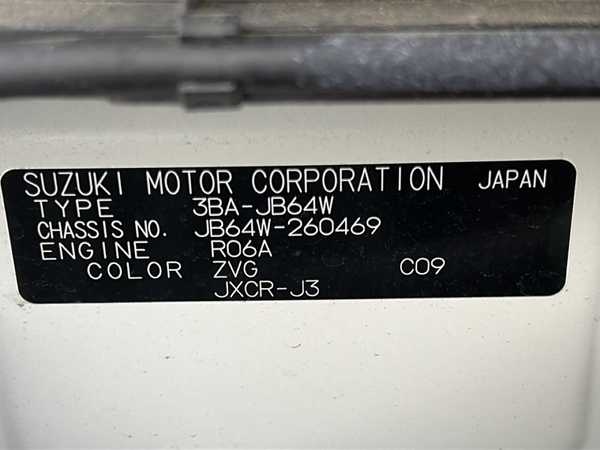 SUZUKI MOTOR CORPORATION JAPAN
TYPE 3BA-JB64W
CHASSIS NO. JB64W-260469
ENGINE R06A
COLOR ZVG C09
JXCR-J3